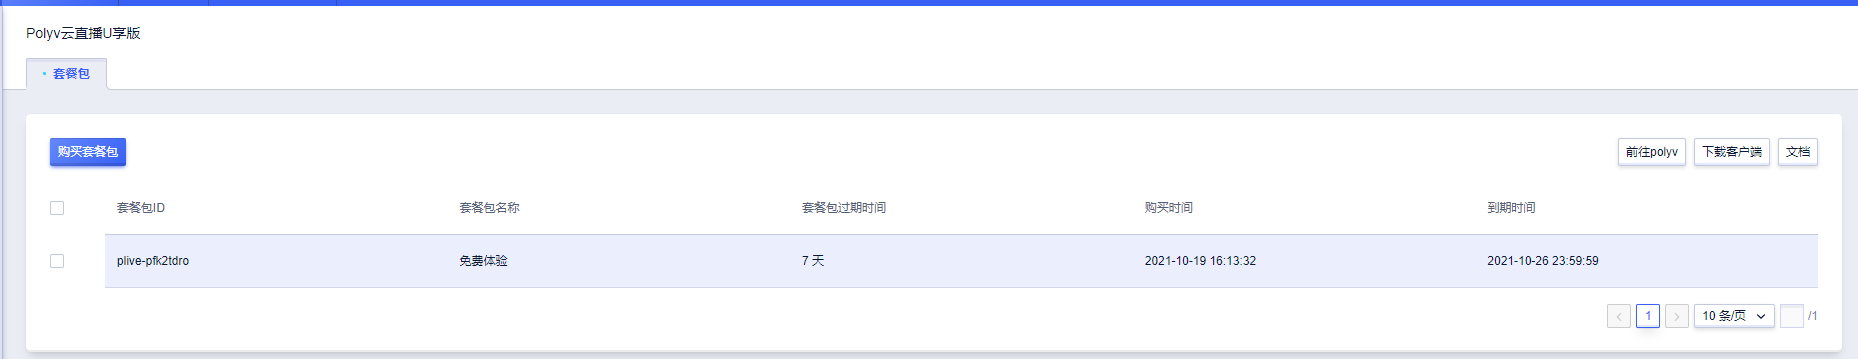 Polyv云直播U享版
套餐包
购买套餐包
前往polyv 下载客户端 文档
套餐包ID 套餐包名称 套餐包过期时间 购买时间 到期时间
plive-pfk2tdro 免费体验 7 天 2021-10-19 16:13:32 2021-10-26 23:59:59
1 10 条/页 /1